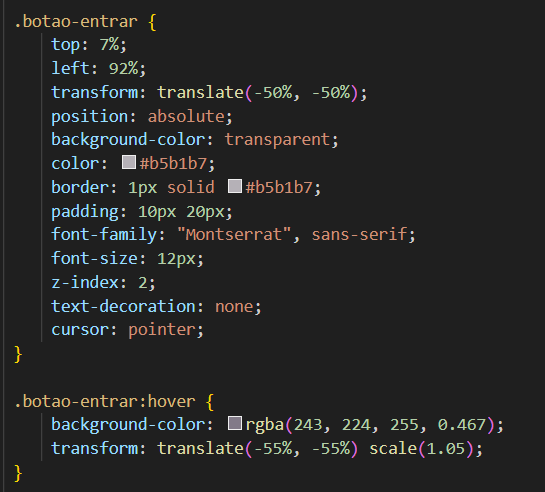 .botao-entrar {
    top: 7%;
    left: 92%;
    transform: translate(-50%, -50%);
    position: absolute;
    background-color: transparent;
    color: #b5b1b7;
    border: 1px solid #b5b1b7;
    padding: 10px 20px;
    font-family: "Montserrat", sans-serif;
    font-size: 12px;
    z-index: 2;
    text-decoration: none;
    cursor: pointer;
}

.botao-entrar:hover {
    background-color: rgba(243, 224, 255, 0.467);
    transform: translate(-55%, -55%) scale(1.05);
}